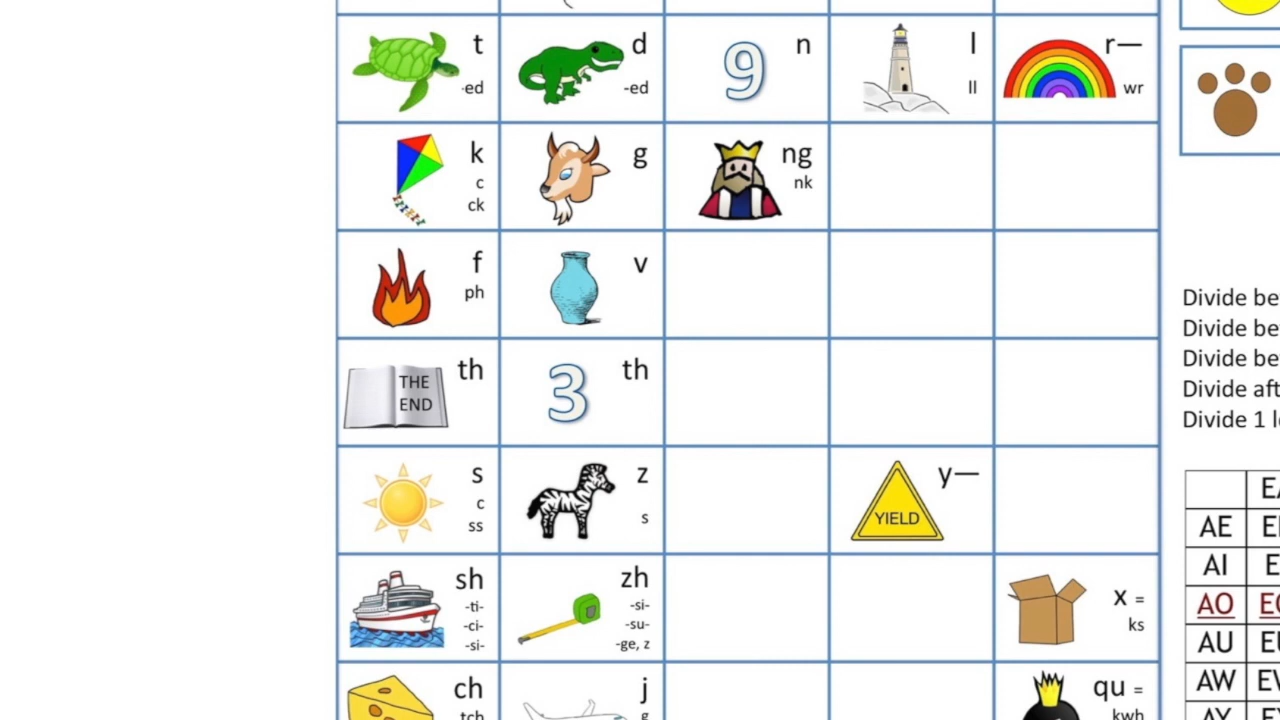 t
-ed
d
-ed
9
n
l
ll
r—
wr
k
c
ck
g
ng
nk
f
ph
v
THE
END
th
3
th
s
c
ss
z
s
YIELD
y—
sh
-ti-
-ci-
-si-
zh
-si-
-su-
-ge, z
x =
ks
ch
tch
j
g
qu =
kwh
Divide be
Divide be
Divide be
Divide aft
Divide 1 l
AE
AI
AO
AU
AW
AY